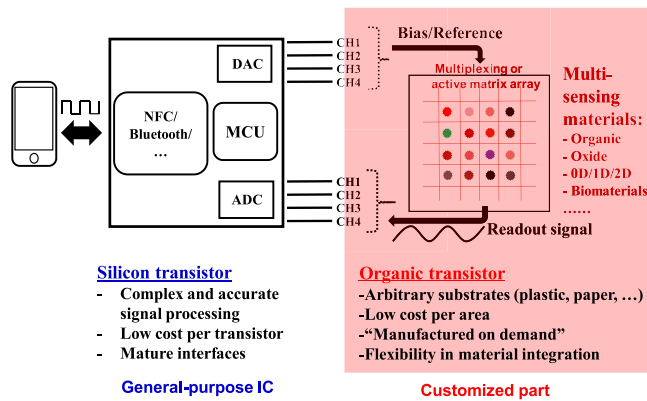 DAC
NFC/
Bluetooth/
...
MCU
ADC
CH1
CH2
CH3
CH4
CH1
CH2
CH3
CH4
Bias/Reference
Multiplexing or
active matrix array
Readout signal
Multi-
sensing
materials:
- Organic
- Oxide
- 0D/1D/2D
- Biomaterials
......
Silicon transistor
- Complex and accurate
signal processing
- Low cost per transistor
- Mature interfaces
General-purpose IC
Organic transistor
-Arbitrary substrates (plastic, paper, ...)
-Low cost per area
-“Manufactured on demand”
-Flexibility in material integration
Customized part